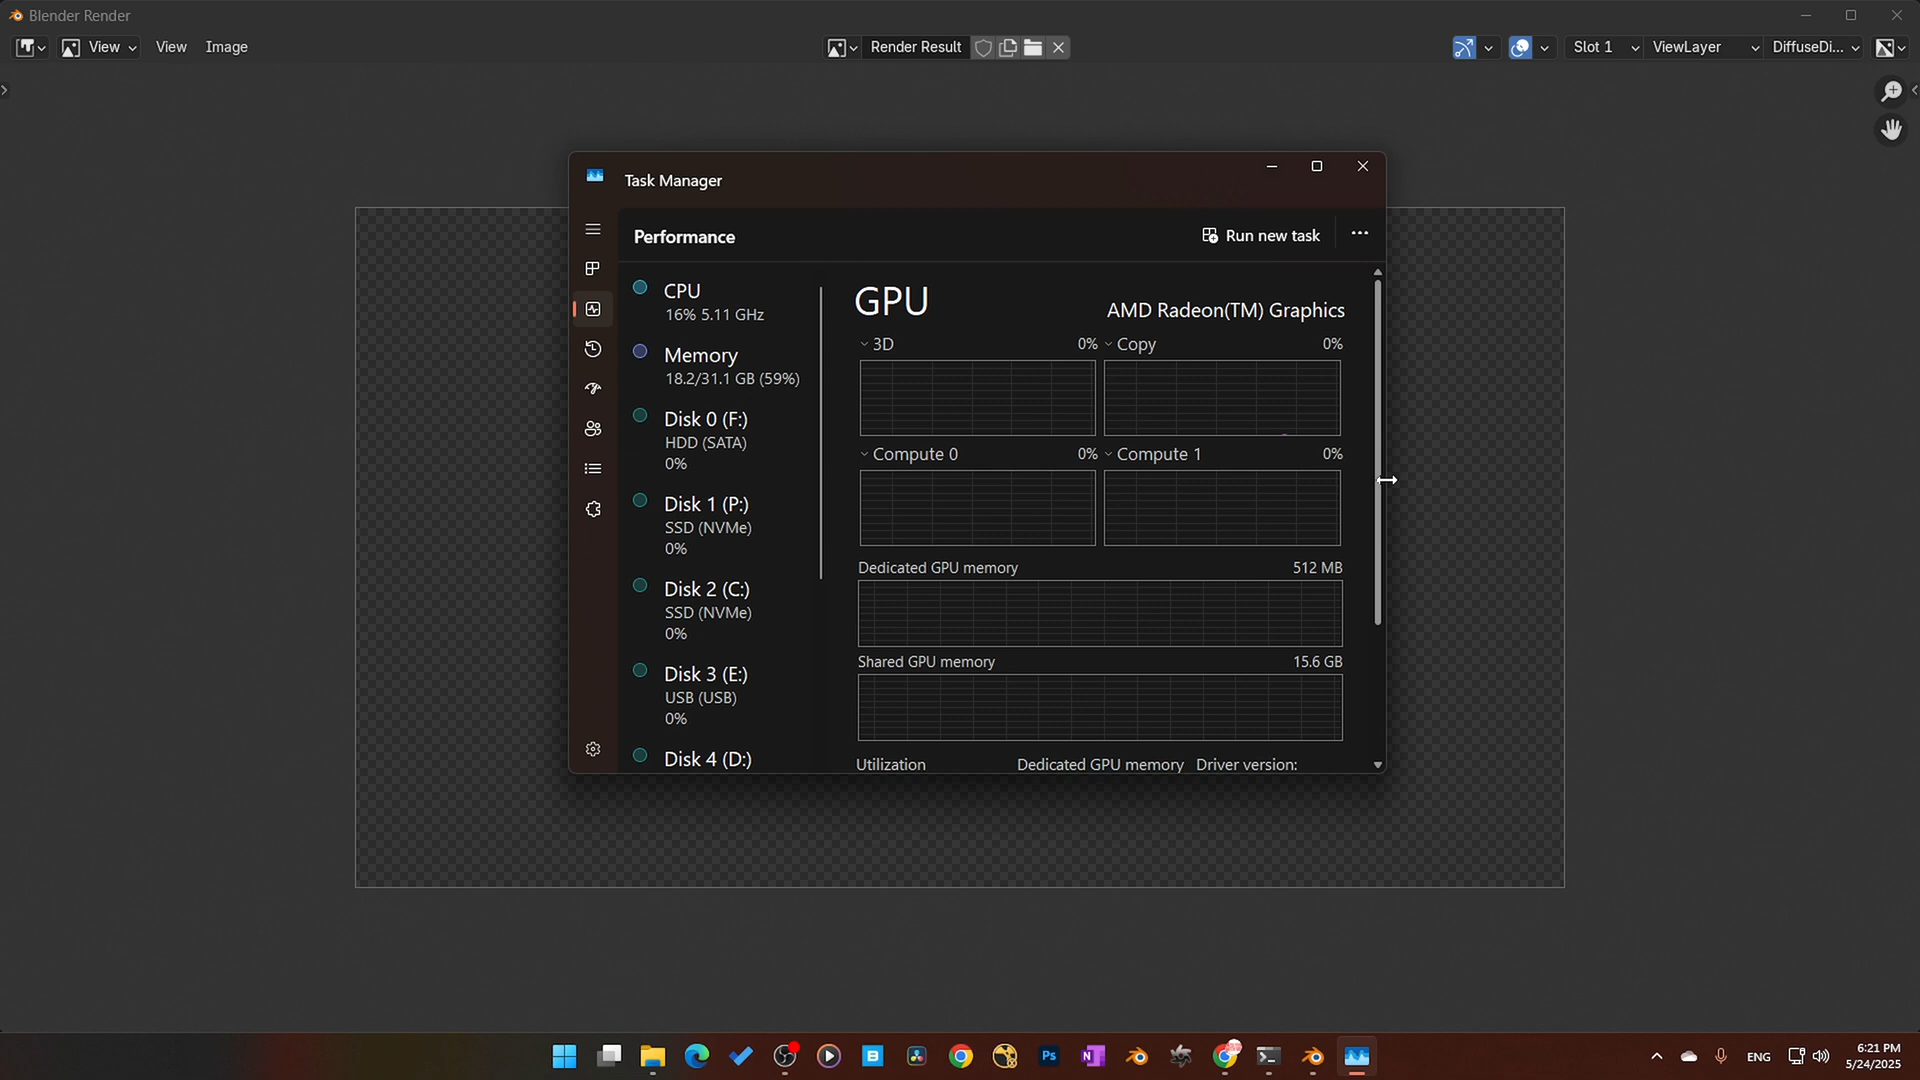 Blender Render
View
View
Image
Render Result
Slot 1
ViewLayer
DiffuseDi...
Task Manager
Performance
Run new task
CPU
16% 5.11 GHz
Memory
18.2/31.1 GB (59%)
Disk 0 (F:)
HDD (SATA)
0%
Disk 1 (P:)
SSD (NVMe)
0%
Disk 2 (C:)
SSD (NVMe)
0%
Disk 3 (E:)
USB (USB)
0%
Disk 4 (D:)
GPU
AMD Radeon(TM) Graphics
3D 0%
Copy 0%
Compute 0 0%
Compute 1 0%
Dedicated GPU memory 512 MB
Shared GPU memory 15.6 GB
Utilization
Dedicated GPU memory
Driver version:
Ps
N
ENG
6:21 PM
5/24/2025